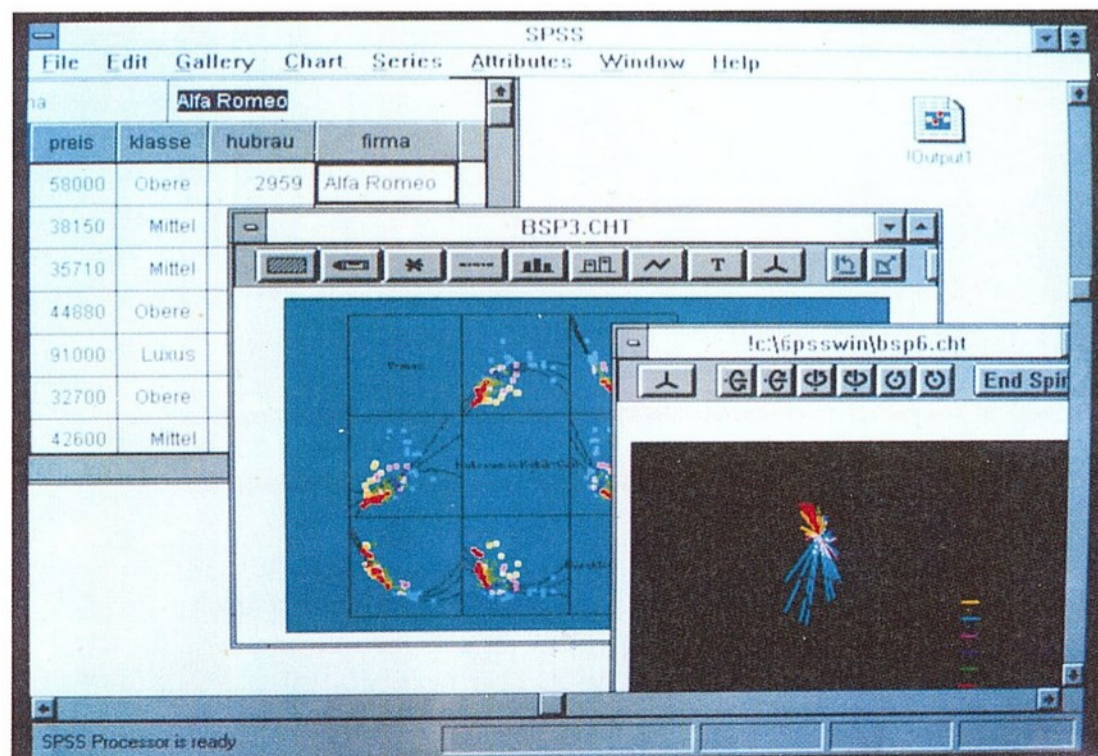 SPSS
File Edit Gallery Chart Series Attributes Window Help
na Alfa Romeo
preis klasse hubrau firma
58000 Obere 2959 Alfa Romeo
38150 Mittel
35710 Mittel
44880 Obere
91000 Luxus
32700 Obere
42600 Mittel
!Output1
BSP3.CHT
T
!c:\6psswin\bsp6.cht
End Spin
SPSS Processor is ready